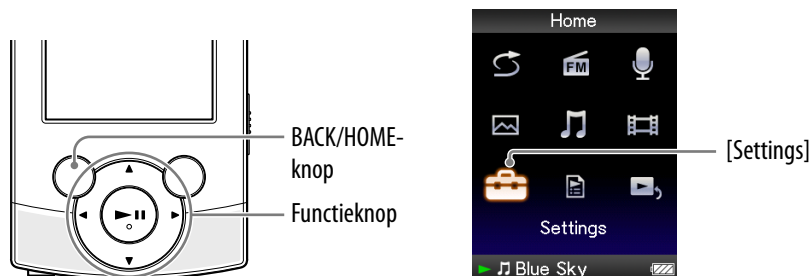 BACK/HOME-
knop
Functieknop
Home
FM
[Settings]
Settings
Blue Sky